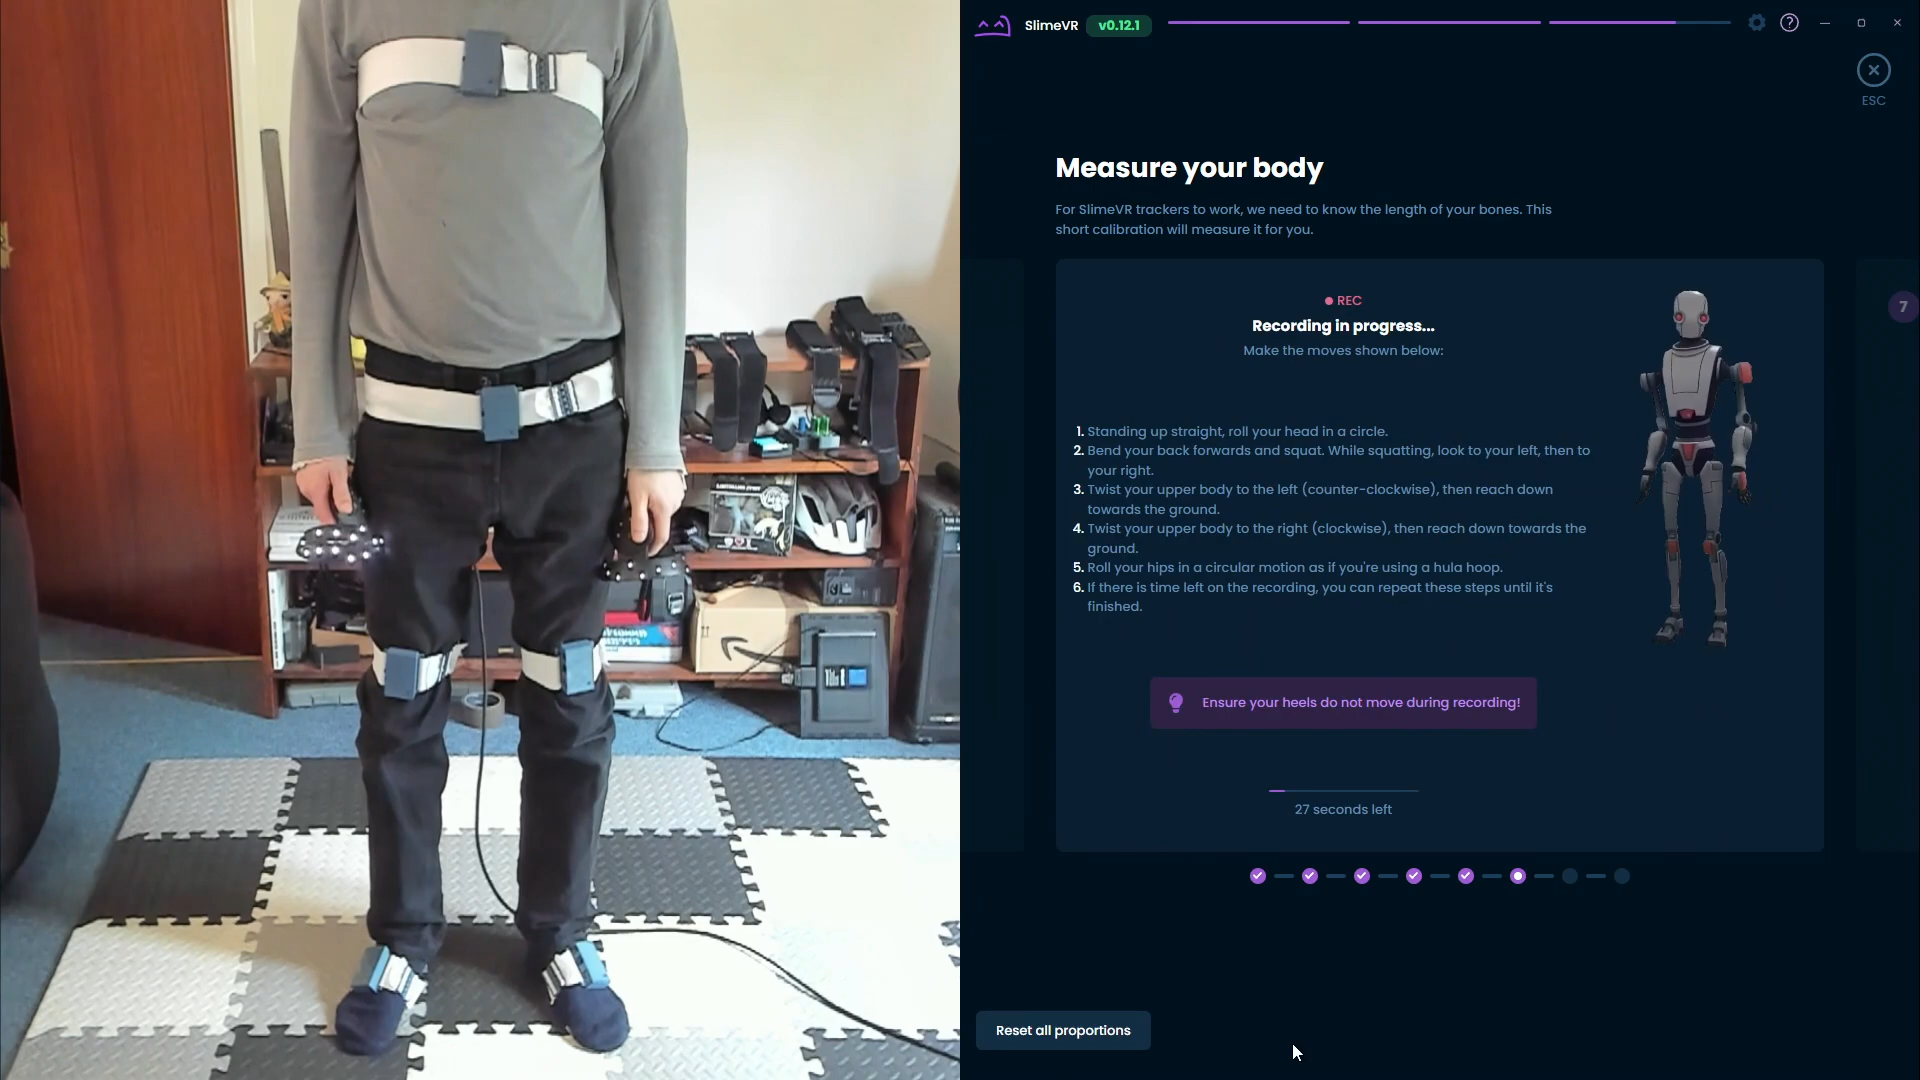 SlimeVR v0.12.1
ESC
Measure your body
For SlimeVR trackers to work, we need to know the length of your bones. This
short calibration will measure it for you.
REC
Recording in progress...
Make the moves shown below:
7
1. Standing up straight, roll your head in a circle.
2. Bend your back forwards and squat. While squatting, look to your left, then to
your right.
3. Twist your upper body to the left (counter-clockwise), then reach down
towards the ground.
4. Twist your upper body to the right (clockwise), then reach down towards the
ground.
5. Roll your hips in a circular motion as if you're using a hula hoop.
6. If there is time left on the recording, you can repeat these steps until it's
finished.
Ensure your heels do not move during recording!
27 seconds left
Reset all proportions